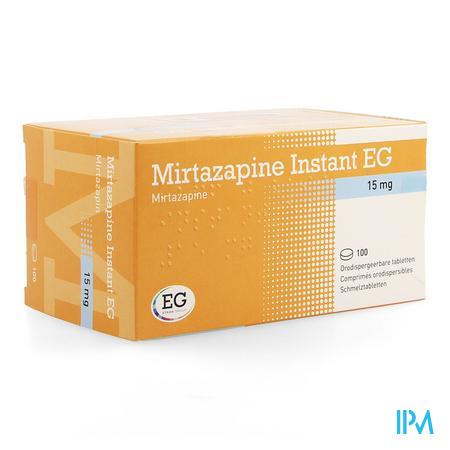 Mirtazapine Instant EG
Mirtazapine
15 mg
100
Orodispergeerbare tabletten
Comprimés orodispersibles
Schmelztabletten
EG
Mirtazapine Instant EG
Mirtazapin
15 mg
100
IPM